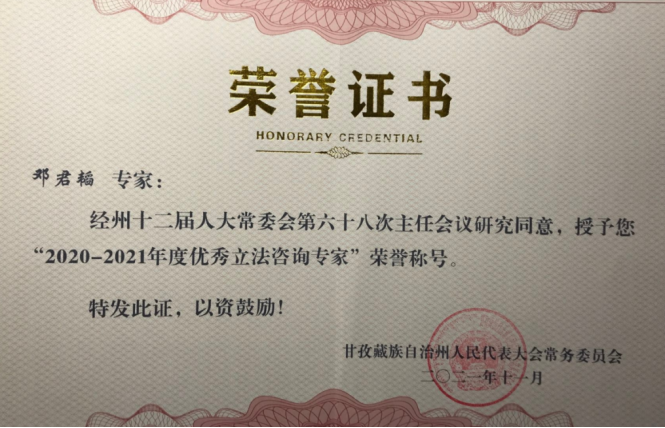 荣誉证书
HONORARY CREDENTIAL
邓君韬 专家：
经州十二届人大常委会第六十八次主任会议研究同意，授予您
“2020-2021年度优秀立法咨询专家”荣誉称号。
特发此证，以资鼓励！
甘孜藏族自治州人民代表大会常务委员会
二〇二一年十一月